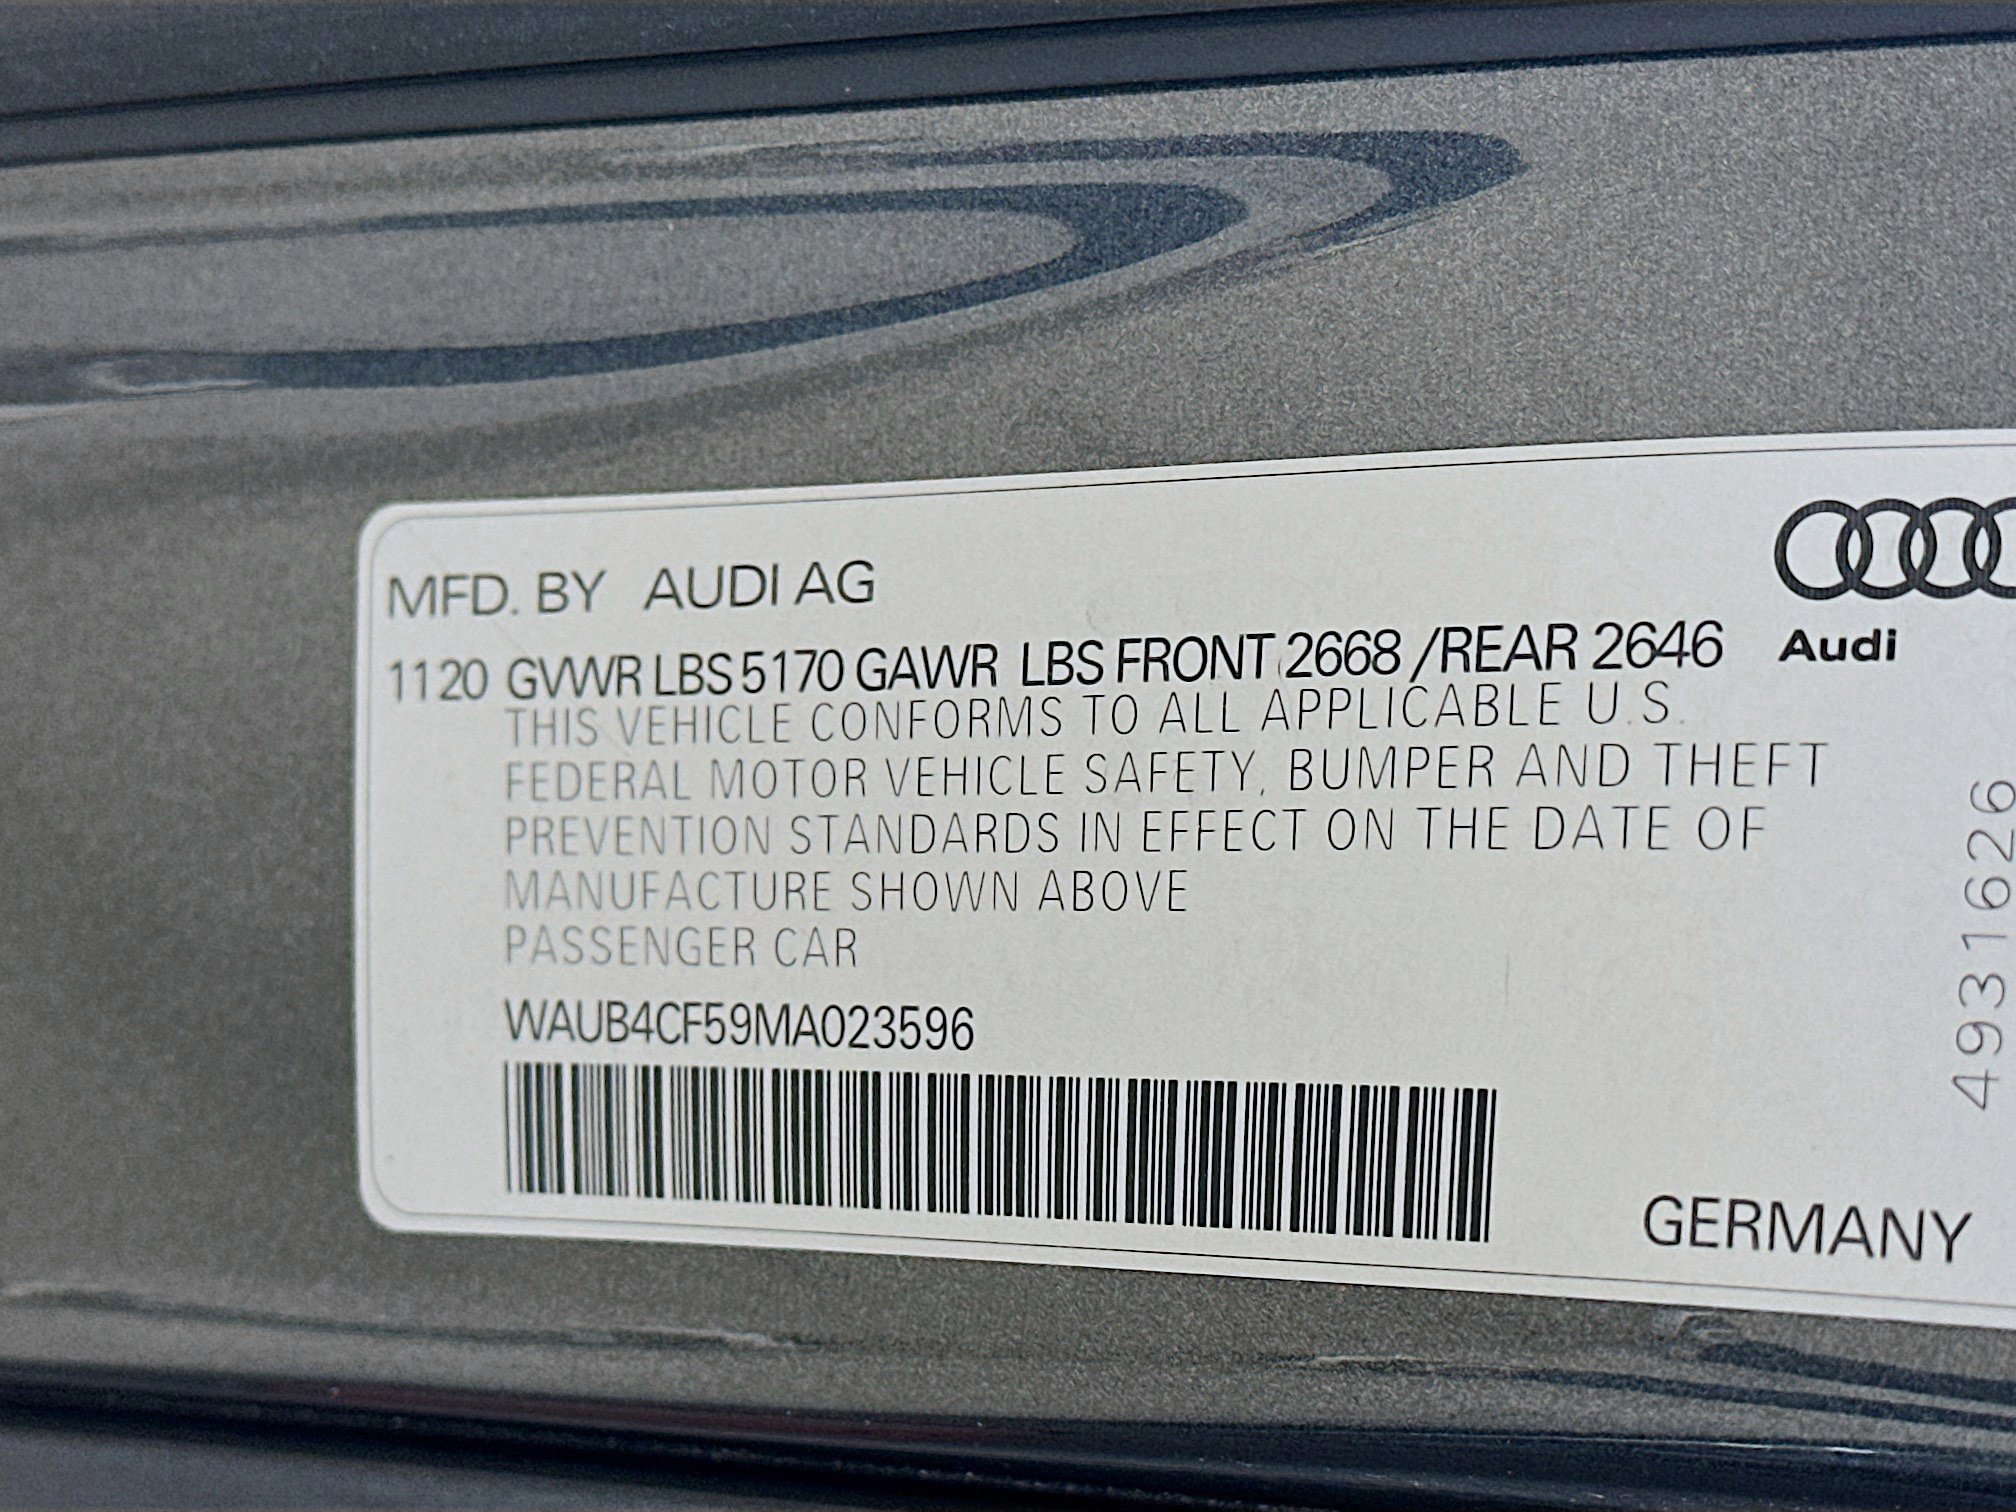 MFD. BY AUDI AG
1120 GVWR LBS 5170 GAWR LBS FRONT 2668 /REAR 2646
Audi
THIS VEHICLE CONFORMS TO ALL APPLICABLE U.S.
FEDERAL MOTOR VEHICLE SAFETY, BUMPER AND THEFT
PREVENTION STANDARDS IN EFFECT ON THE DATE OF
MANUFACTURE SHOWN ABOVE
PASSENGER CAR
WAUB4CF59MA023596
GERMANY
4931626